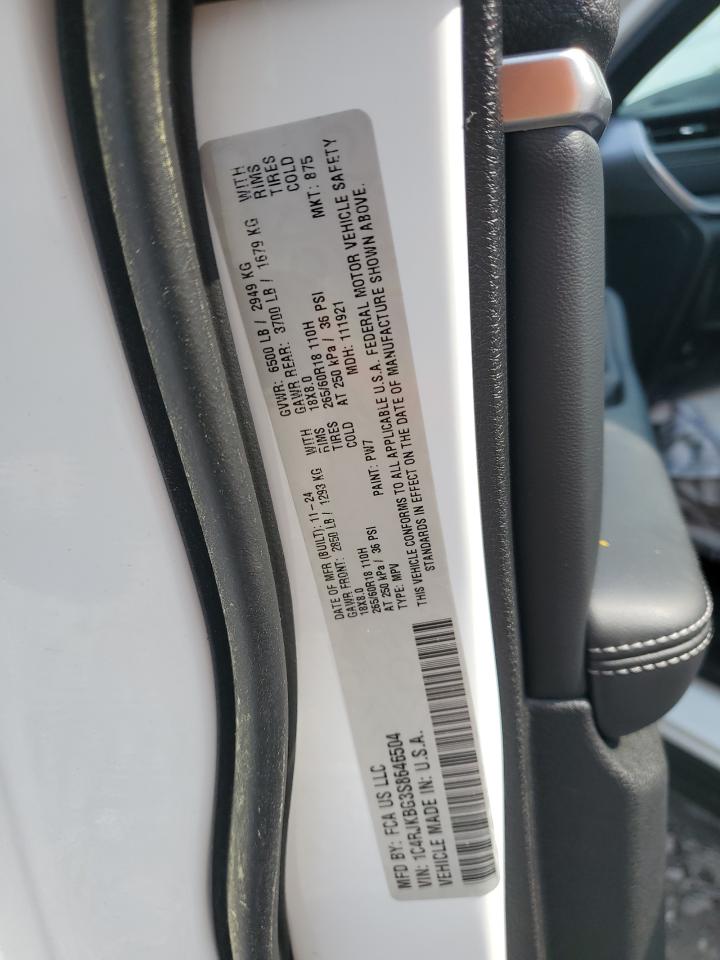 MFD BY: FCA US LLC
VIN: 1C4RJKBG3S8646504
VEHICLE MADE IN: U.S.A.
DATE OF MFR (BUILT): 11-24
GVWR: 6500 LB / 2949 KG
GAWR FRONT: 2850 LB / 1293 KG WITH
GAWR REAR: 3700 LB / 1679 KG WITH
18X8.0 RIMS
18X8.0 RIMS
265/60R18 110H TIRES
265/60R18 110H TIRES
AT 250 kPa / 36 PSI COLD
AT 250 kPa / 36 PSI COLD
TYPE: MPV PAINT: PW7 MDH: 111921 MKT: 875
THIS VEHICLE CONFORMS TO ALL APPLICABLE U.S.A. FEDERAL MOTOR VEHICLE SAFETY
STANDARDS IN EFFECT ON THE DATE OF MANUFACTURE SHOWN ABOVE.